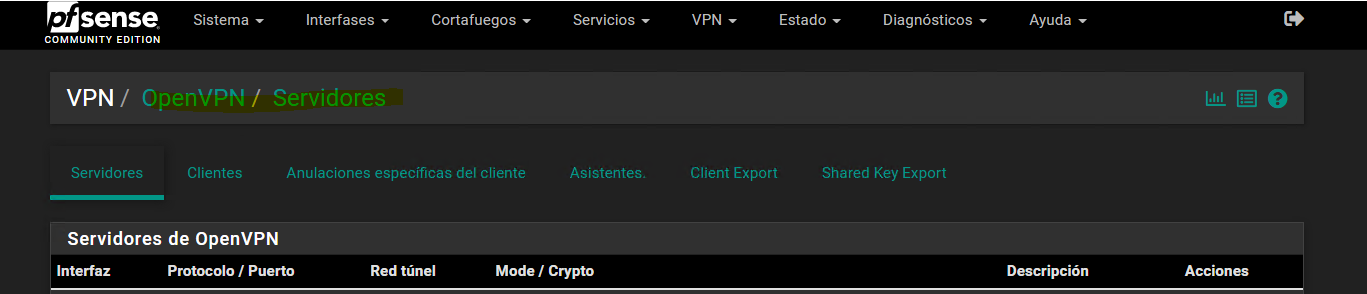 pfsense Sistema Interfases Cortafuegos Servicios VPN Estado Diagnósticos Ayuda
COMMUNITY EDITION
VPN / OpenVPN / Servidores
Servidores Clientes Anulaciones específicas del cliente Asistentes. Client Export Shared Key Export
Servidores de OpenVPN
Interfaz Protocolo / Puerto Red túnel Mode / Crypto Descripción Acciones